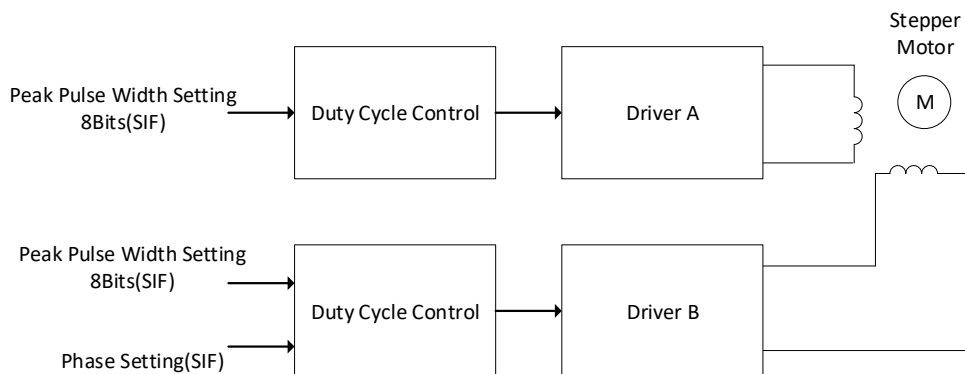 Stepper
Motor
Peak Pulse Width Setting
8Bits(SIF)
Duty Cycle Control
Driver A
M
Peak Pulse Width Setting
8Bits(SIF)
Duty Cycle Control
Driver B
Phase Setting(SIF)